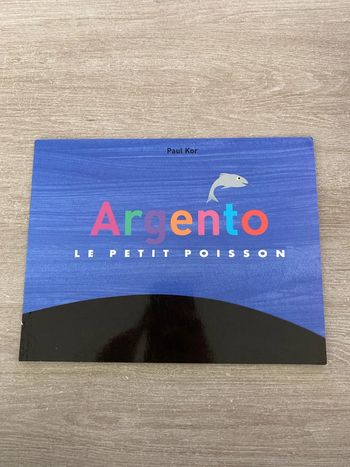 Paul Kor
Argento
LE PETIT POISSON